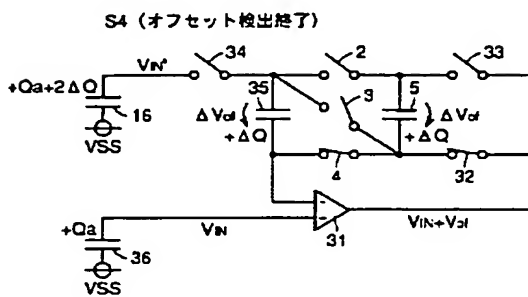 S4 (オフセット検出終了)
34
2
33
VIN'
+Qa+2ΔQ
35
3
5
ΔVof
ΔVof
+ΔQ
+ΔQ
16
VSS
4
32
+Qa
VIN
31
VIN+Vof
36
VSS